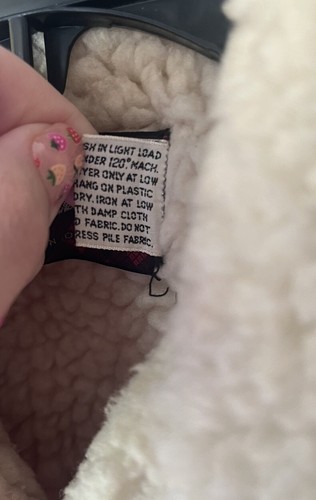 SH IN LIGHT LOAD
NDER 120° MACH.
YER ONLY AT LOW
HANG ON PLASTIC
DRY. IRON AT LOW
TH DAMP CLOTH
D FABRIC. DO NOT
RESS PILE FABRIC.